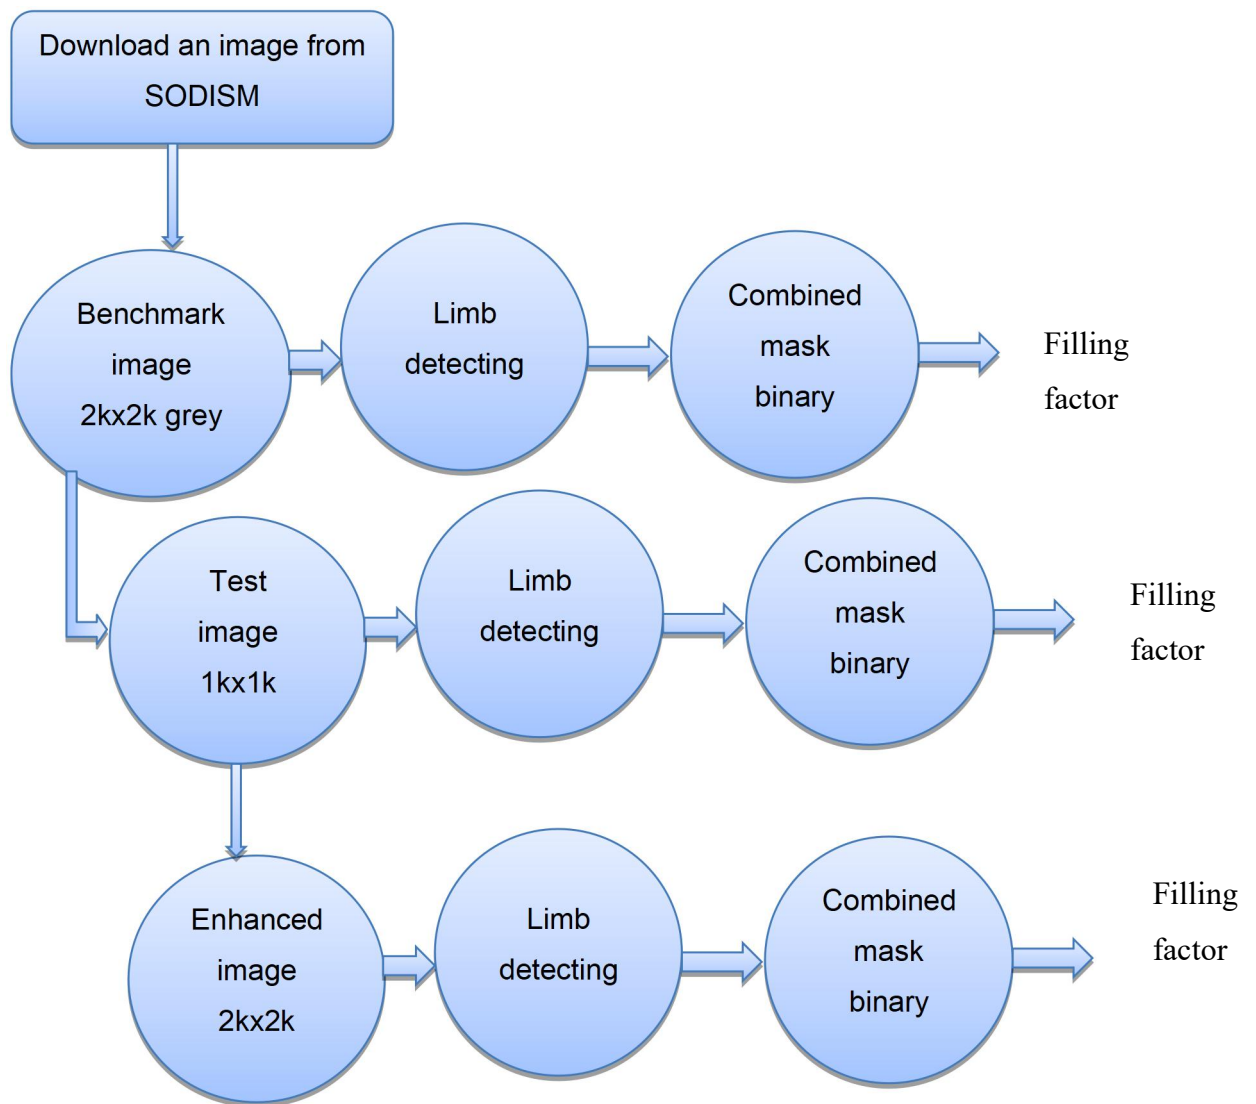 Download an image from
SODISM
Benchmark
image
2kx2k grey
Limb
detecting
Combined
mask
binary
Filling
factor
Test
image
1kx1k
Limb
detecting
Combined
mask
binary
Filling
factor
Enhanced
image
2kx2k
Limb
detecting
Combined
mask
binary
Filling
factor